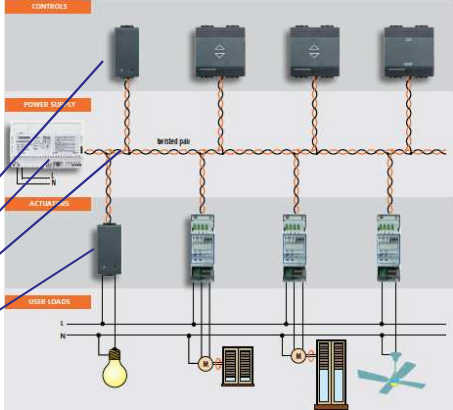 CONTROLS
POWER SUPPLY
L
N
twisted pair
ACTUATORS
USER LOADS
L
N
M
M